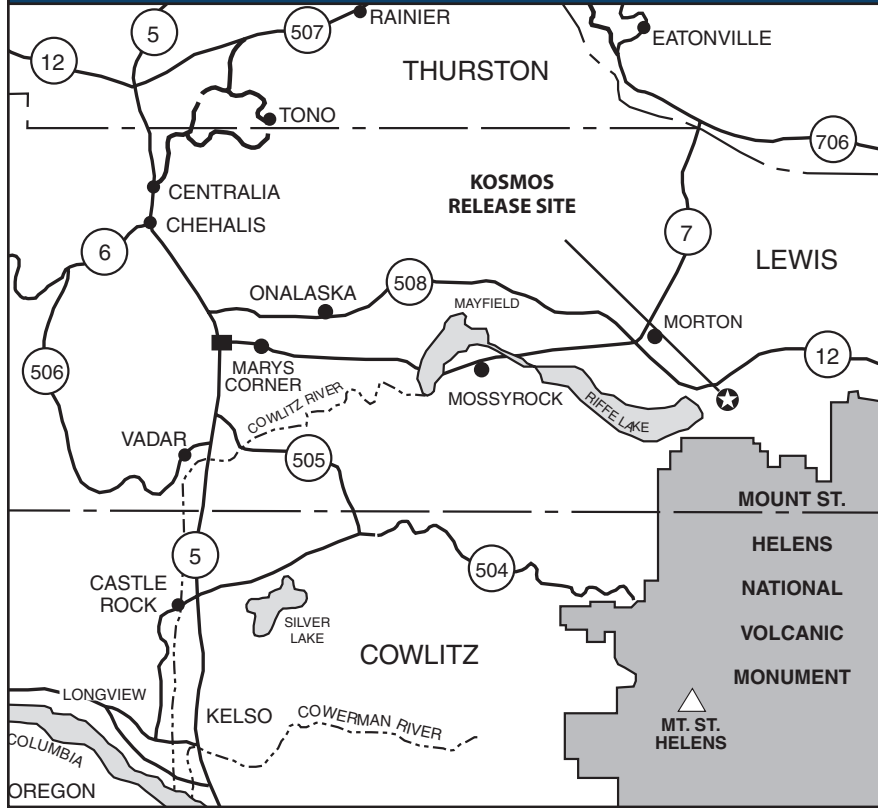 RAINIER
5
507
EATONVILLE
12
THURSTON
TONO
706
KOSMOS
RELEASE SITE
CENTRALIA
CHEHALIS
6
7
LEWIS
508
ONALASKA
MAYFIELD
MORTON
12
MARYS
CORNER
506
MOSSYROCK
RIFFE LAKE
COWLITZ RIVER
VADAR
505
MOUNT ST.
HELENS
NATIONAL
VOLCANIC
MONUMENT
5
504
CASTLE
ROCK
SILVER
LAKE
COWLITZ
LONGVIEW
KELSO
COWERMAN RIVER
MT. ST.
HELENS
COLUMBIA
OREGON